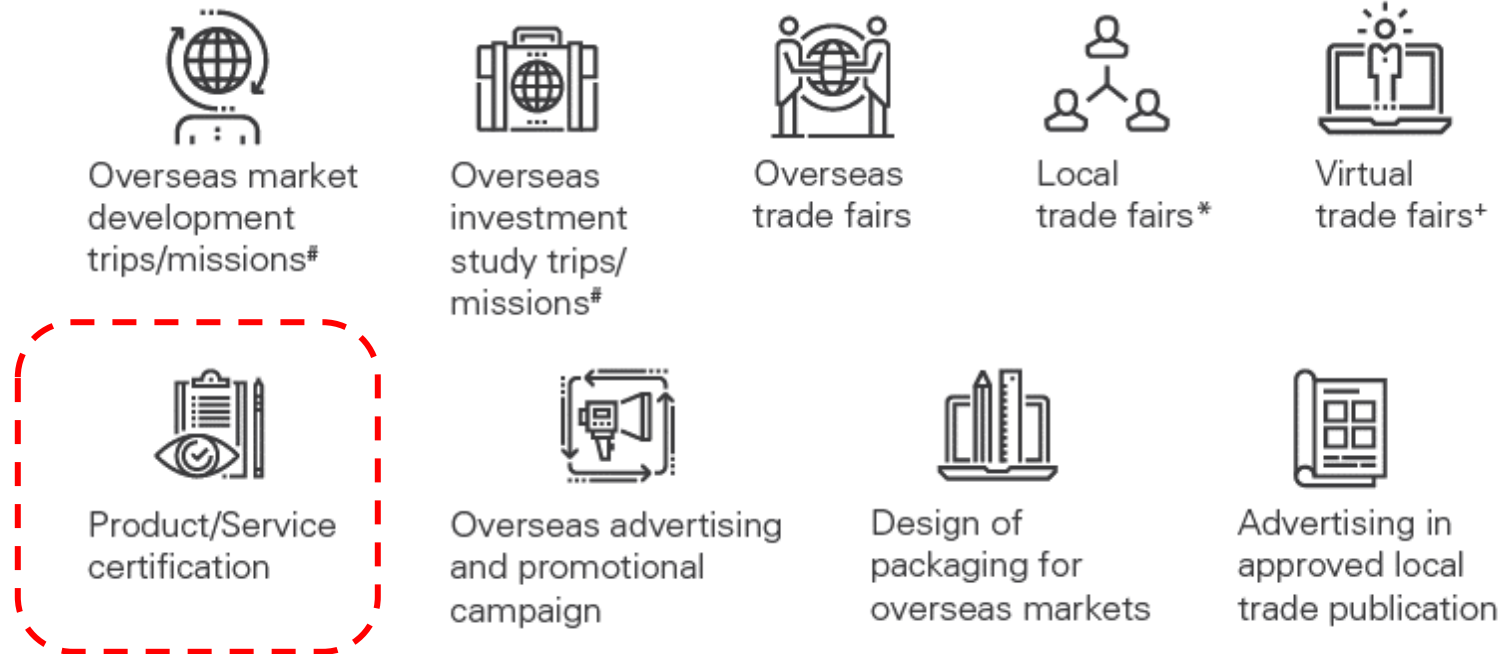 Overseas market
development
trips/missions#
Overseas
investment
study trips/
missions#
Overseas
trade fairs
Local
trade fairs*
Virtual
trade fairs+
Product/Service
certification
Overseas advertising
and promotional
campaign
Design of
packaging for
overseas markets
Advertising in
approved local
trade publication